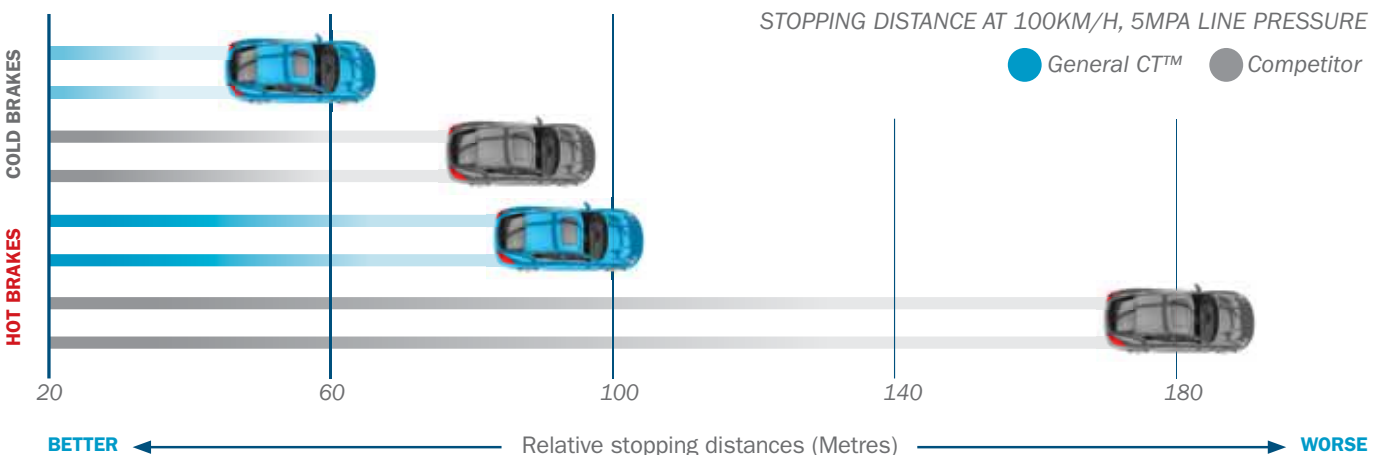 STOPPING DISTANCE AT 100KM/H, 5MPA LINE PRESSURE
General CT™ Competitor
COLD BRAKES
HOT BRAKES
20 60 100 140 180
BETTER Relative stopping distances (Metres) WORSE